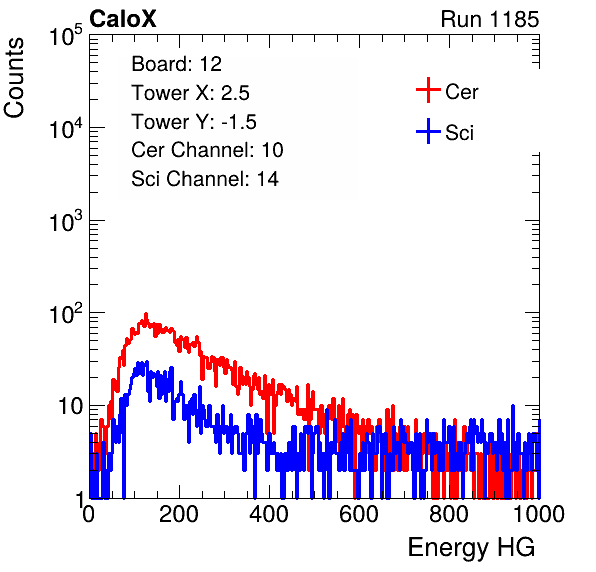 CaloX Run 1185
Counts
10^5
10^4
10^3
10^2
10
1
Board: 12
Tower X: 2.5
Tower Y: -1.5
Cer Channel: 10
Sci Channel: 14
Cer
Sci
0 200 400 600 800 1000
Energy HG